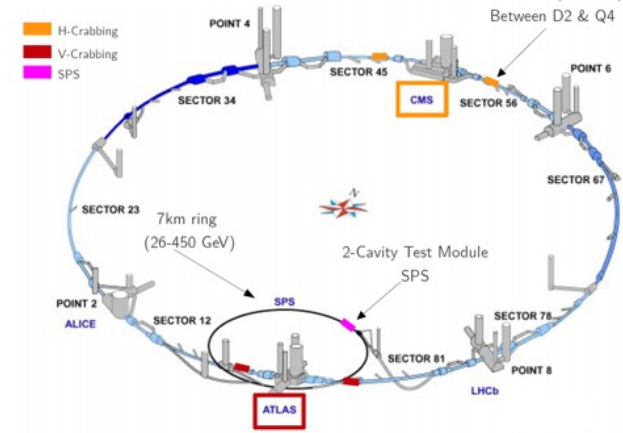 Between D2 & Q4
H-Crabbing
V-Crabbing
SPS
POINT 4
SECTOR 45
POINT 6
SECTOR 34
CMS
SECTOR 56
SECTOR 67
N
SECTOR 23
7km ring
(26-450 GeV)
2-Cavity Test Module
SPS
SPS
POINT 2
ALICE
SECTOR 12
SECTOR 78
SECTOR 81
POINT 8
LHCb
ATLAS